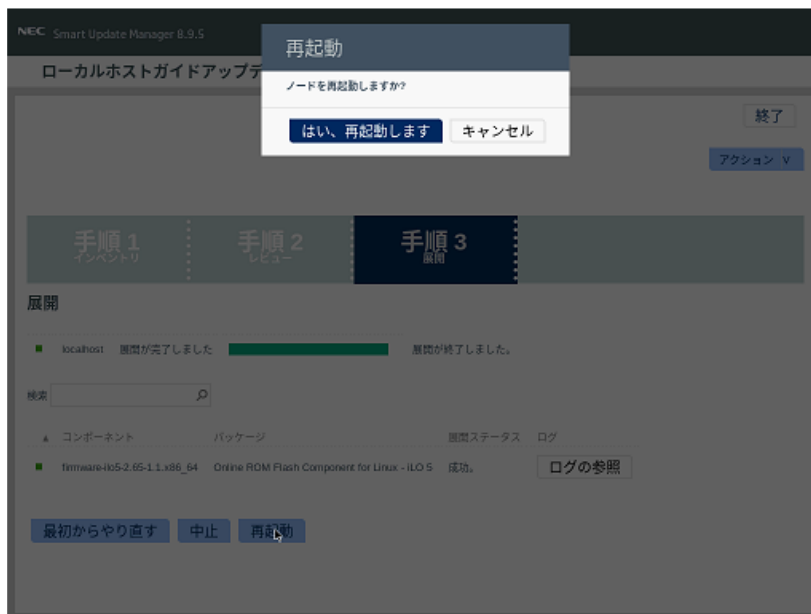 NEC Smart Update Manager 8.9.5
再起動
ローカルホストガイドアップデ
ノードを再起動しますか?
はい、再起動します キャンセル
終了
アクション
手順 1 手順 2 手順 3
インベントリ レビュー 展開
展開
localhost 展開が完了しました 展開が終了しました。
検索
コンポーネント パッケージ 展開ステータス ログ
firmware-ilo5-2.65-1.1.x86_64 Online ROM Flash Component for Linux - iLO 5 成功。 ログの参照
最初からやり直す 中止 再起動